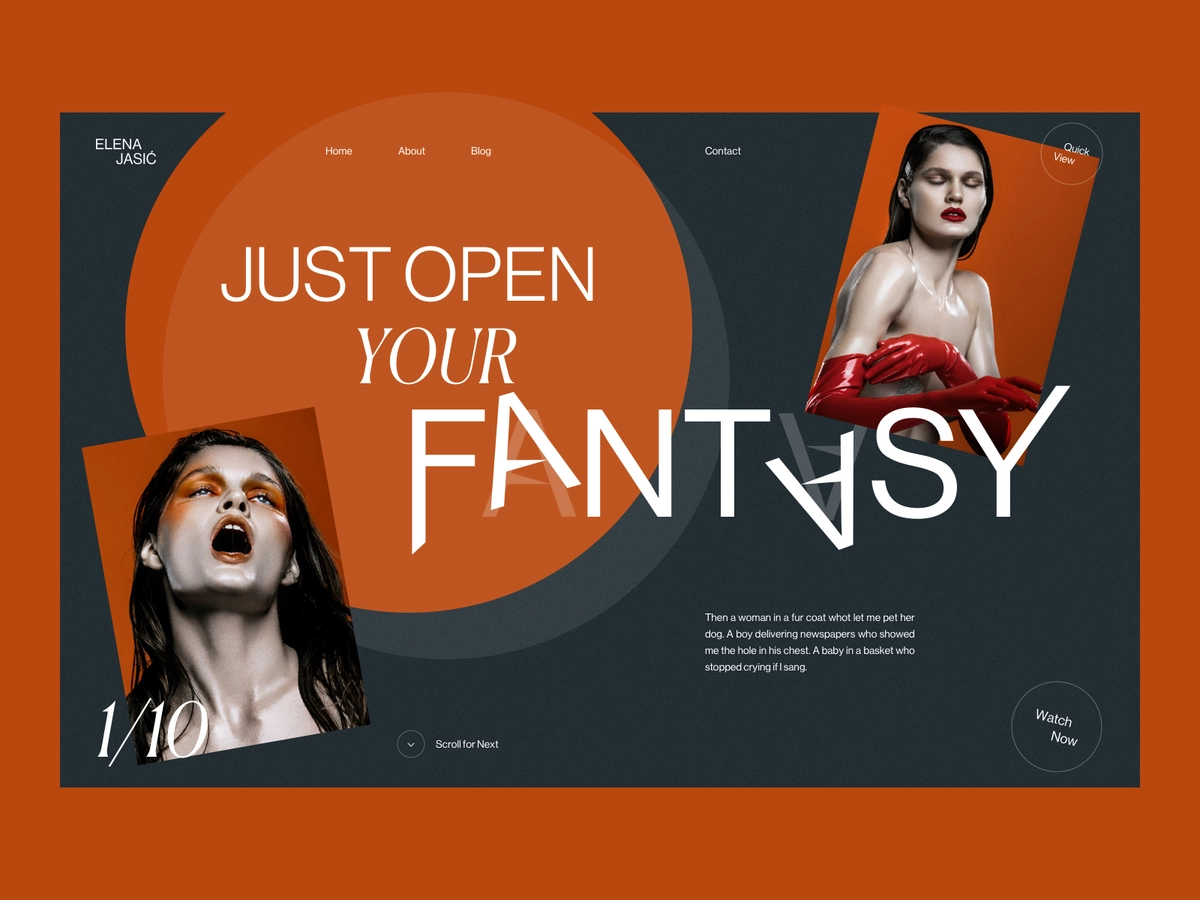 ELENA
JASIĆ
Home
About
Blog
Contact
Quick
View
JUST OPEN
YOUR
FANTASY
Then a woman in a fur coat whot let me pet her
dog. A boy delivering newspapers who showed
me the hole in his chest. A baby in a basket who
stopped crying if I sang.
1/10
Scroll for Next
Watch
Now